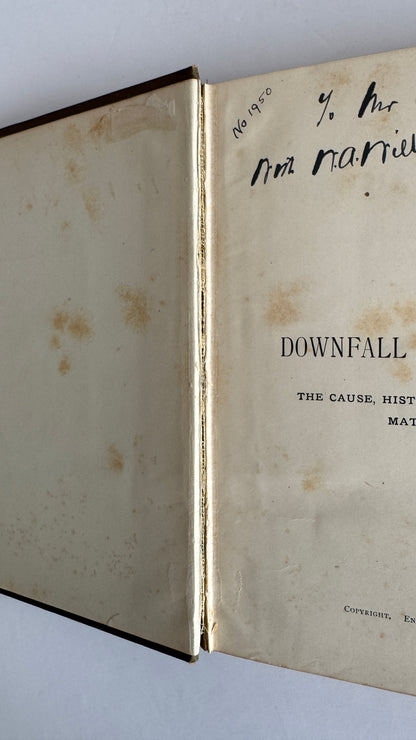 No 1950
To Mr
DOWNFALL
THE CAUSE, HIST
MAT
COPYRIGHT, EN